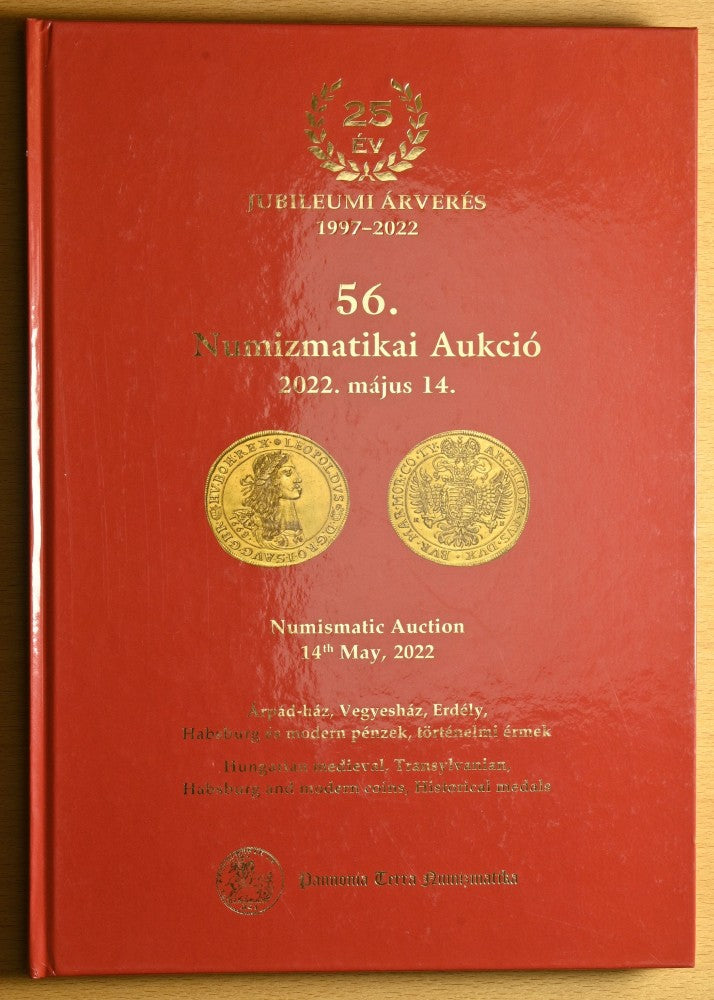 25
ÉV
JUBILEUMI ÁRVERÉS
1997–2022
56.
Numizmatikai Aukció
2022. május 14.
LEOPOLDVS
ARCHI
Numismatic Auction
14th May, 2022
Árpád-ház, Vegyesház, Erdély,
Habsburg és modern pénzek, történelmi érmek
Hungarian medieval, Transylvanian,
Habsburg and modern coins, Historical medals
Pannonia Terra Numizmatika